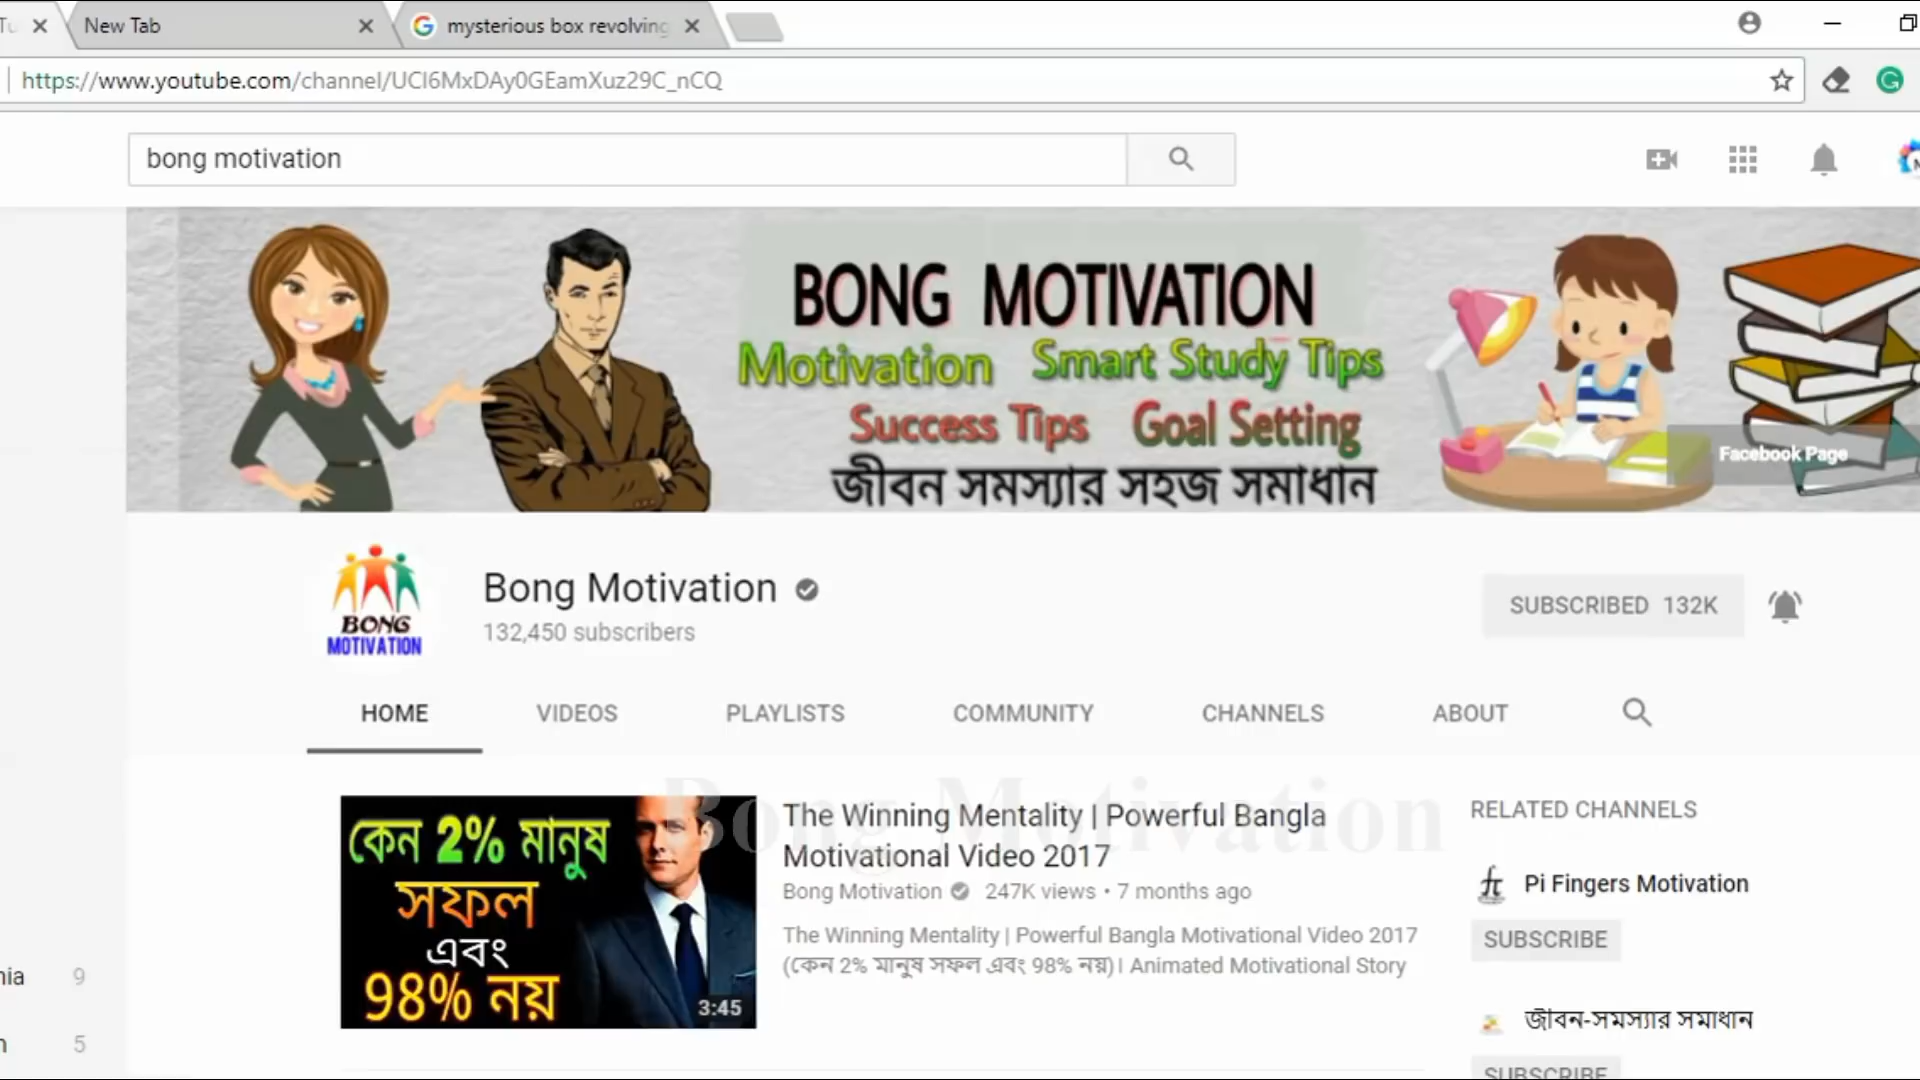 New Tab
mysterious box revolving
https://www.youtube.com/channel/UCl6MxDAy0GEamXuz29C_nCQ
bong motivation
BONG MOTIVATION
Motivation Smart Study Tips
Success Tips Goal Setting
জীবন সমস্যার সহজ সমাধান
Facebook Page
BONG
MOTIVATION
Bong Motivation
132,450 subscribers
SUBSCRIBED 132K
HOME VIDEOS PLAYLISTS COMMUNITY CHANNELS ABOUT
Bong Motivation
কেন 2% মানুষ
সফল
এবং
98% নয়
3:45
The Winning Mentality | Powerful Bangla
Motivational Video 2017
Bong Motivation 247K views • 7 months ago
The Winning Mentality | Powerful Bangla Motivational Video 2017
(কেন 2% মানুষ সফল এবং 98% নয়) | Animated Motivational Story
RELATED CHANNELS
Pi Fingers Motivation
SUBSCRIBE
জীবন-সমস্যার সমাধান
SUBSCRIBE
9
5